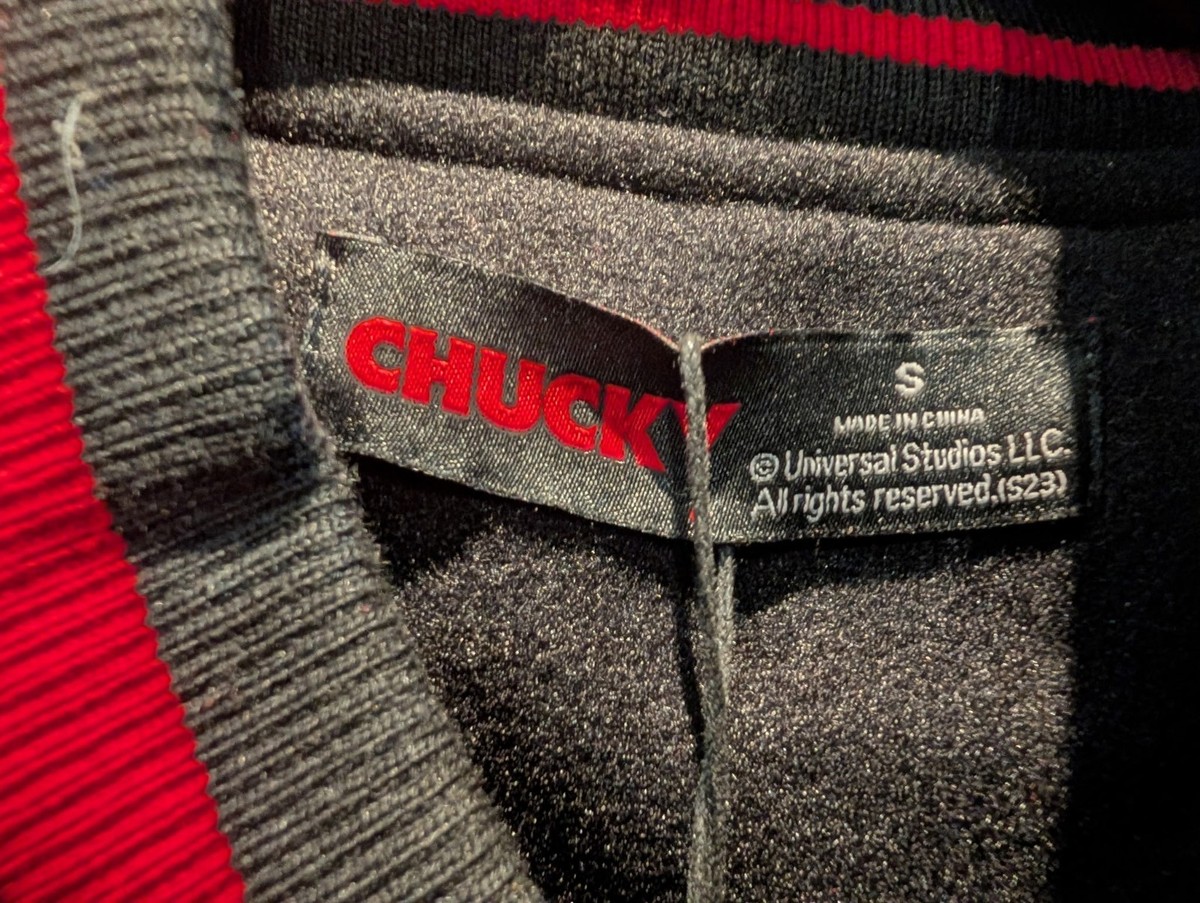 CHUCKY
S
MADE IN CHINA
© Universal Studios LLC.
All rights reserved.(S23)